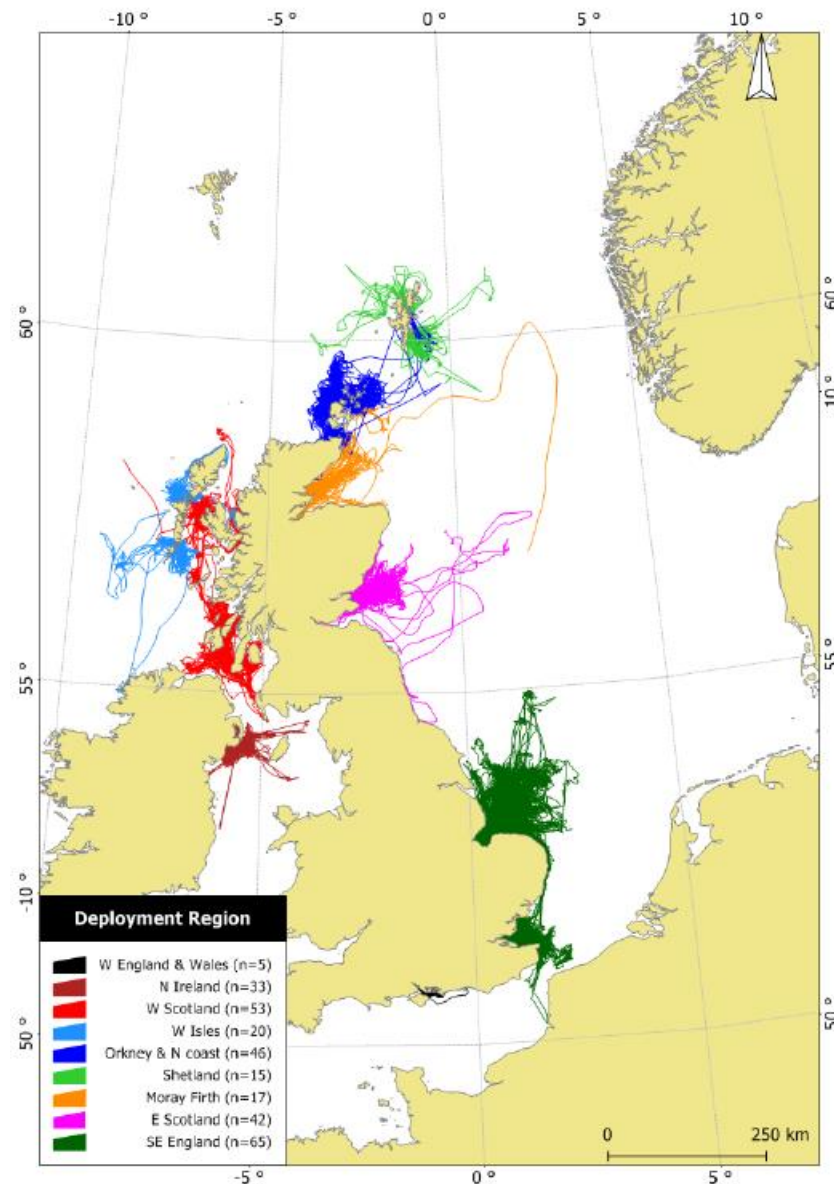 -10 ° -5 ° 0 ° 5 ° 10 °
60 °
60 °
10 °
55 °
55 °
-10 °
50 °
50 °
Deployment Region
W England & Wales (n=5)
N Ireland (n=33)
W Scotland (n=53)
W Isles (n=20)
Orkney & N coast (n=46)
Shetland (n=15)
Moray Firth (n=17)
E Scotland (n=42)
SE England (n=65)
0 250 km
-5 ° 0 ° 5 °